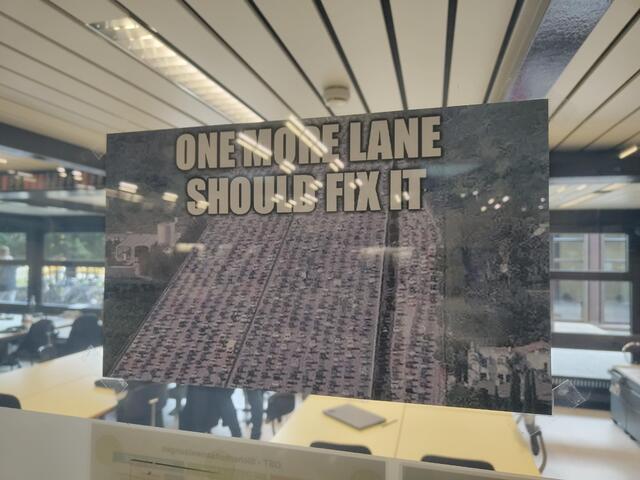 ONE MORE LANE
SHOULD FIX IT